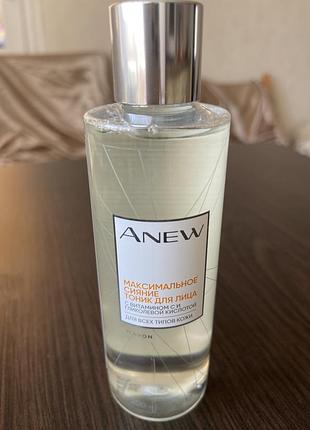 ANEW
МАКСИМАЛЬНОЕ
СИЯНИЕ
ТОНИК ДЛЯ ЛИЦА
С ВИТАМИНОМ С И
ГЛИКОЛЕВОЙ КИСЛОТОЙ
ДЛЯ ВСЕХ ТИПОВ КОЖИ
AVON